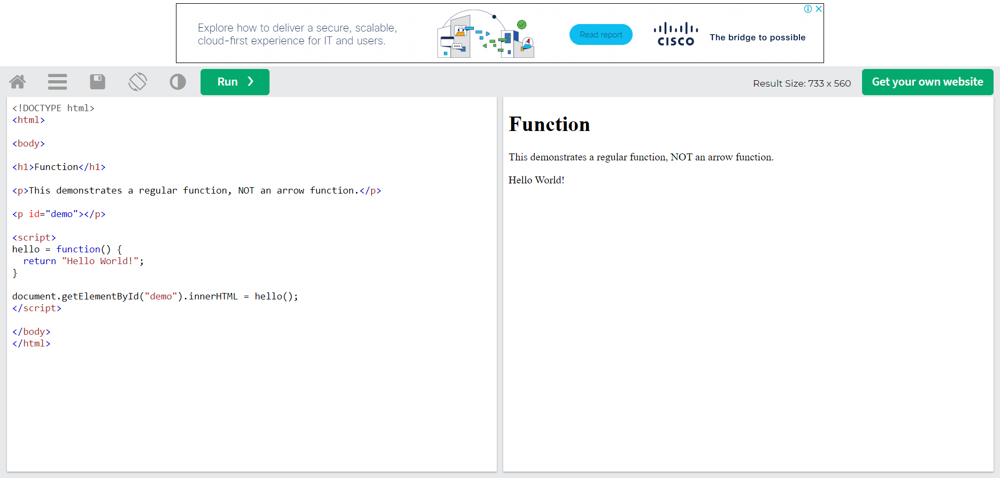 Explore how to deliver a secure, scalable,
cloud-first experience for IT and users.
Read report
CISCO
The bridge to possible
Run ❯
Result Size: 733 x 560
Get your own website
<!DOCTYPE html>
<html>
<body>
<h1>Function</h1>
<p>This demonstrates a regular function, NOT an arrow function.</p>
<p id="demo"></p>
<script>
hello = function() {
  return "Hello World!";
}
document.getElementById("demo").innerHTML = hello();
</script>
</body>
</html>
Function
This demonstrates a regular function, NOT an arrow function.
Hello World!